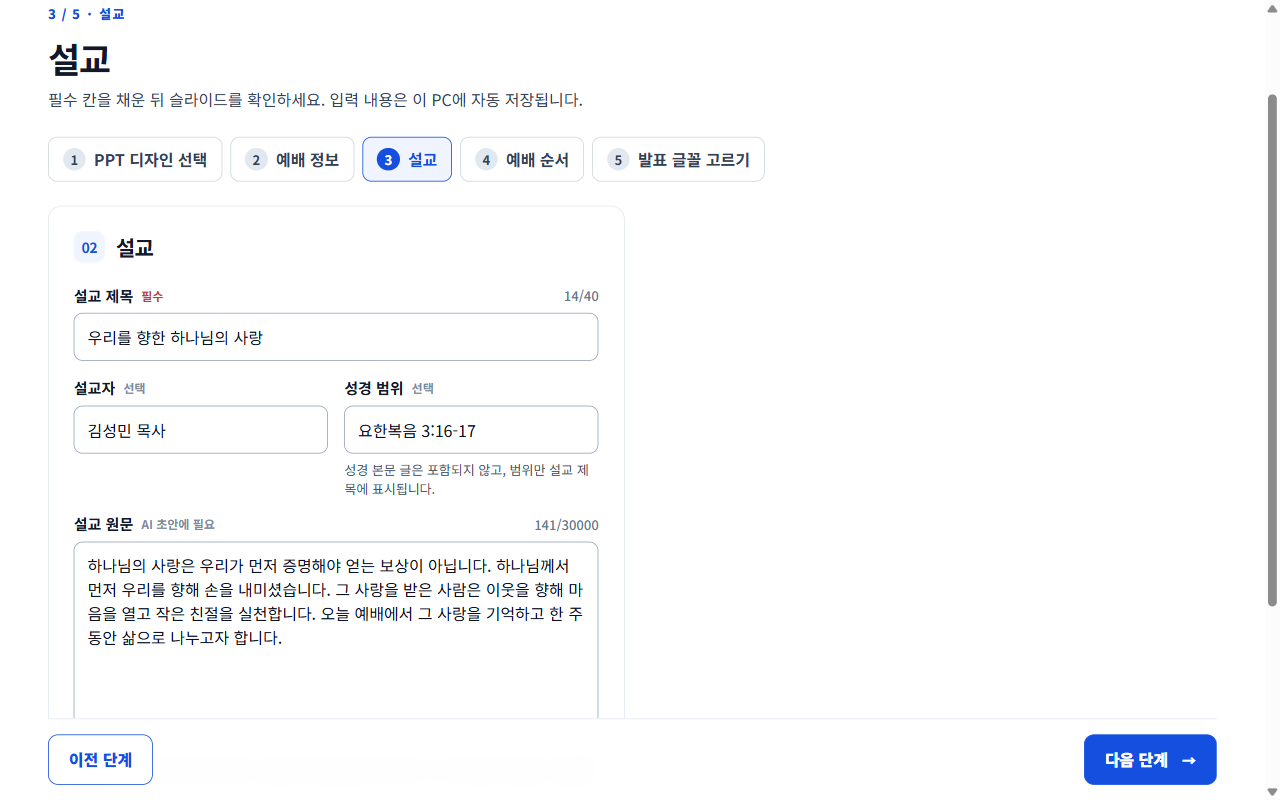 3 / 5 · 설교
설교
필수 칸을 채운 뒤 슬라이드를 확인하세요. 입력 내용은 이 PC에 자동 저장됩니다.
1 PPT 디자인 선택
2 예배 정보
3 설교
4 예배 순서
5 발표 글꼴 고르기
02 설교
설교 제목 필수 14/40
우리를 향한 하나님의 사랑
설교자 선택
김성민 목사
성경 범위 선택
요한복음 3:16-17
성경 본문 글은 포함되지 않고, 범위만 설교 제
목에 표시됩니다.
설교 원문 AI 초안에 필요 141/30000
하나님의 사랑은 우리가 먼저 증명해야 얻는 보상이 아닙니다. 하나님께서
먼저 우리를 향해 손을 내미셨습니다. 그 사랑을 받은 사람은 이웃을 향해 마
음을 열고 작은 친절을 실천합니다. 오늘 예배에서 그 사랑을 기억하고 한 주
동안 삶으로 나누고자 합니다.
이전 단계
다음 단계 →